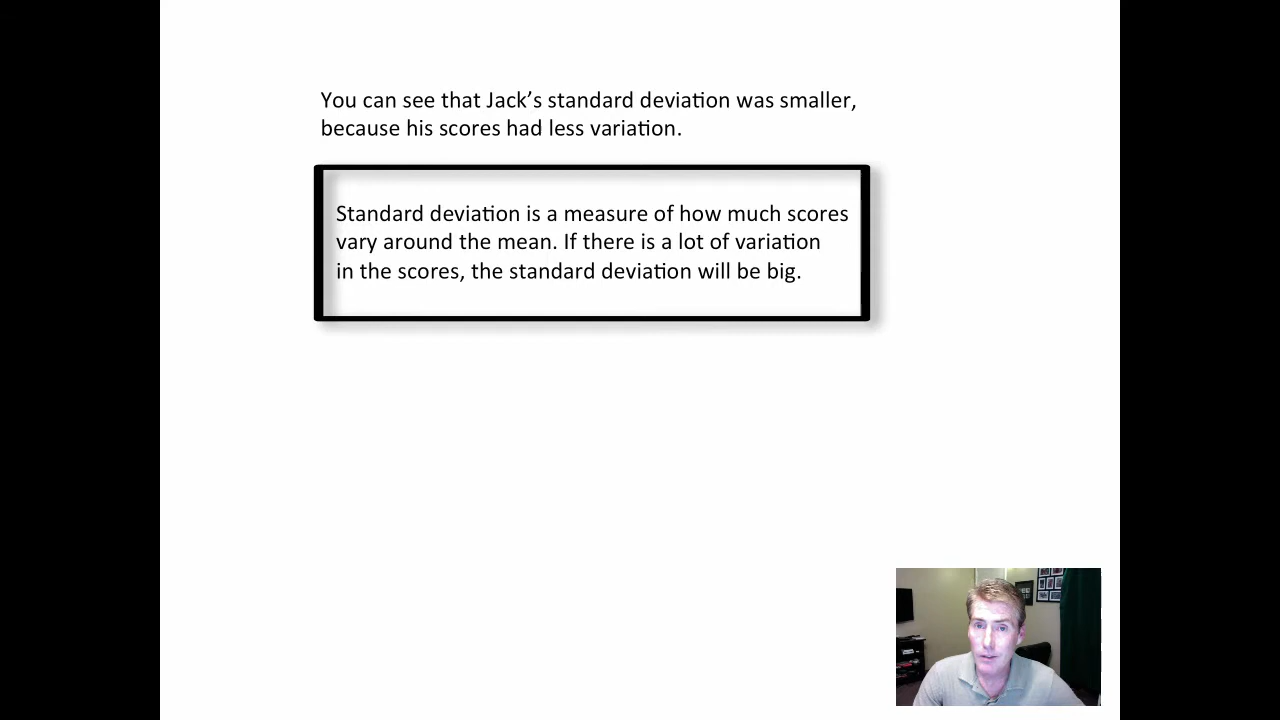 You can see that Jack’s standard deviation was smaller,
because his scores had less variation.
Standard deviation is a measure of how much scores
vary around the mean. If there is a lot of variation
in the scores, the standard deviation will be big.